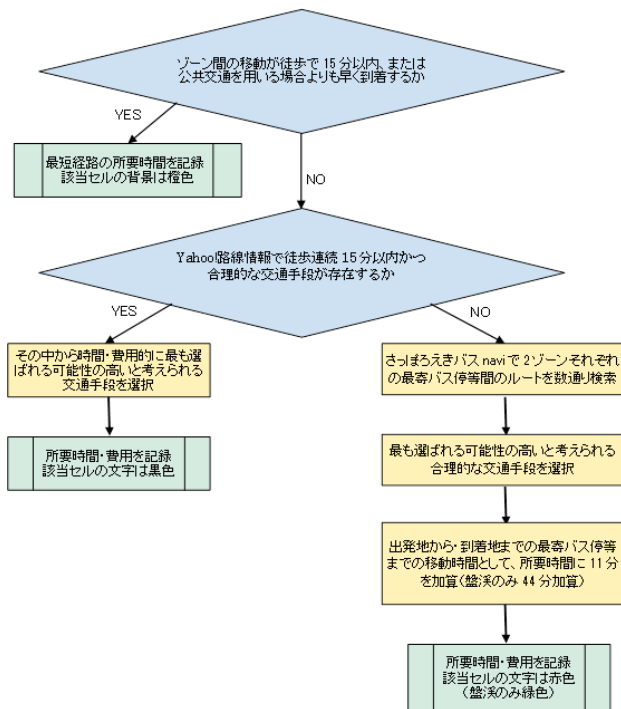 ゾーン間の移動が徒歩で15分以内、または
公共交通を用いる場合よりも早く到着するか
YES
最短経路の所要時間を記録
該当セルの背景は橙色
NO
Yahoo!路線情報で徒歩連続15分以内かつ
合理的な交通手段が存在するか
YES
NO
その中から時間・費用的に最も選
ばれる可能性の高いと考えられる
交通手段を選択
さっぽろえきバスnaviで2ゾーンそれぞれ
の最寄バス停等間のルートを数通り検索
所要時間・費用を記録
該当セルの文字は黒色
最も選ばれる可能性の高いと考えられる
合理的な交通手段を選択
出発地から・到着地までの最寄バス停等
までの移動時間として、所要時間に11分
を加算(盤渓のみ44分加算)
所要時間・費用を記録
該当セルの文字は赤色
(盤渓のみ緑色)